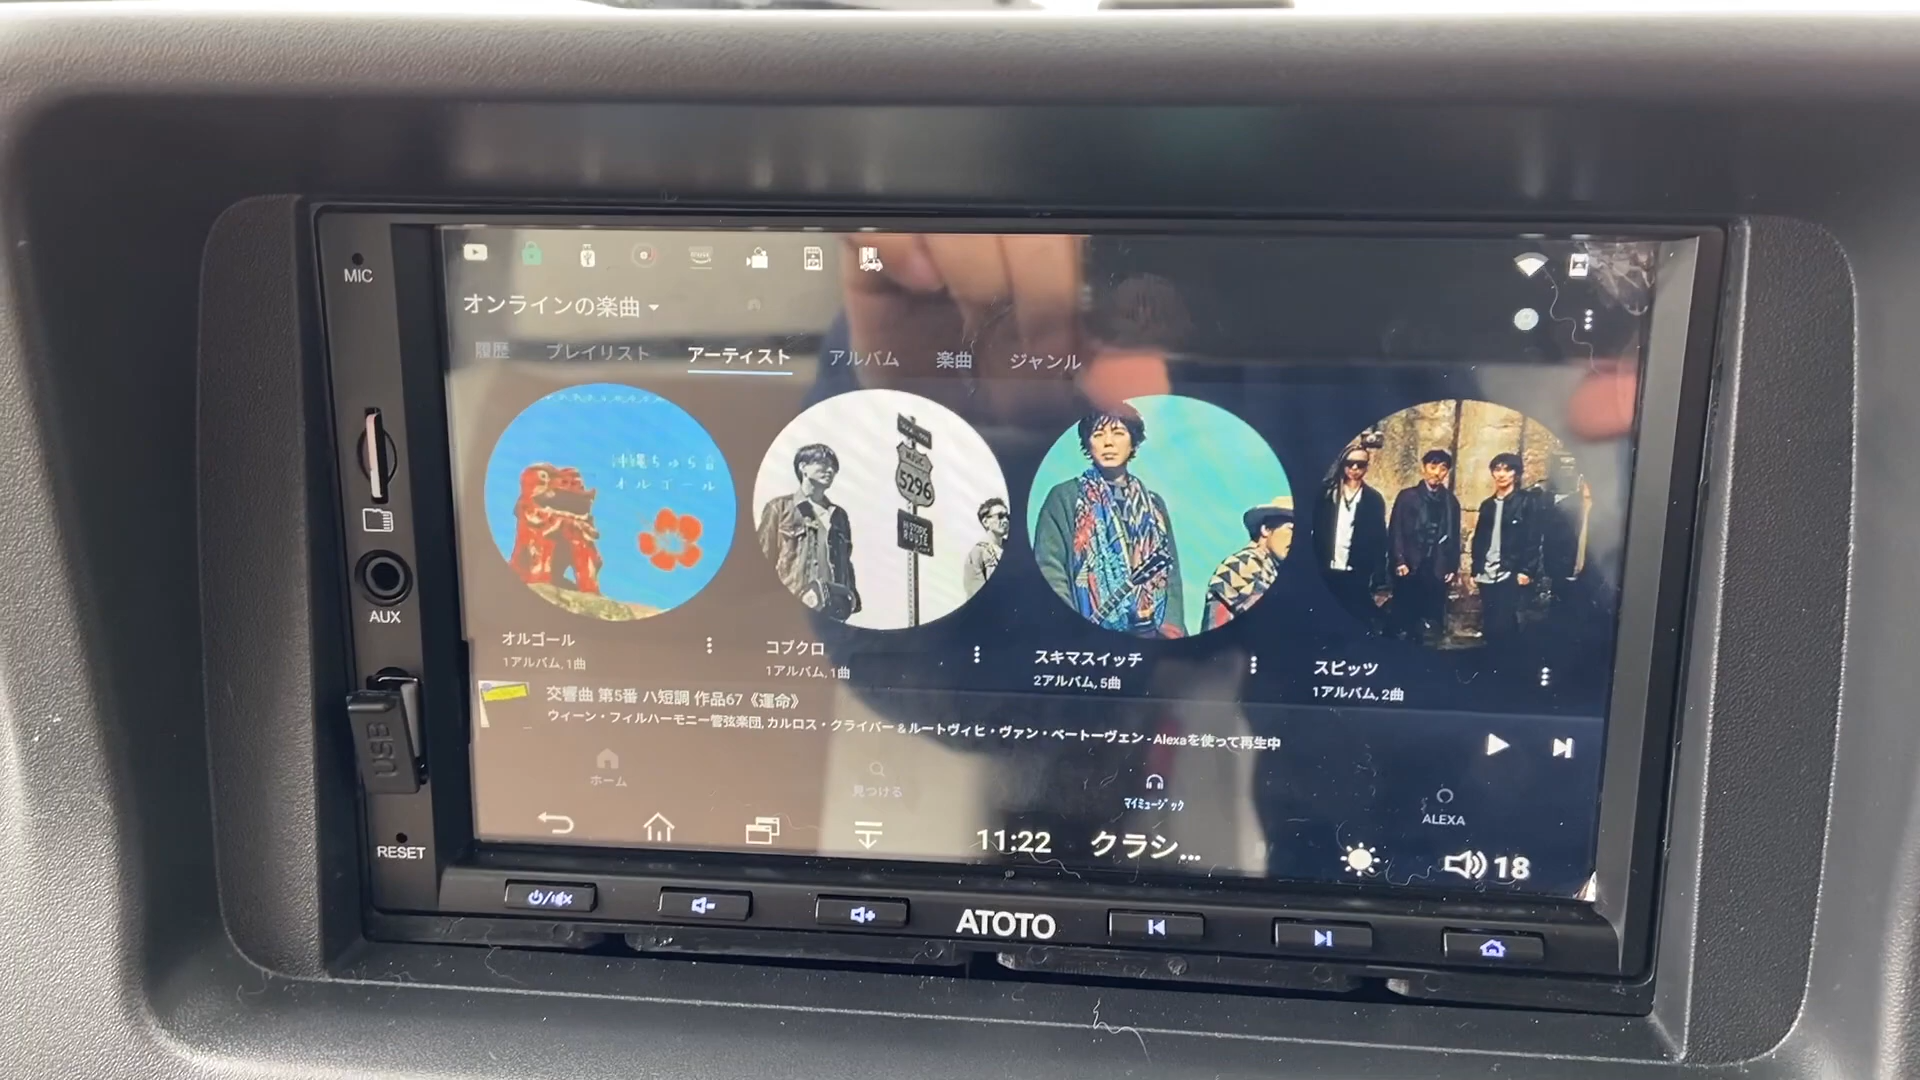 MIC
オンラインの楽曲
履歴 プレイリスト アーティスト アルバム 楽曲 ジャンル
沖縄ちゅら音
オルゴール
MUSIC
5296
HISTORIC
ROUTE
オルゴール
1アルバム, 1曲
コブクロ
1アルバム, 1曲
スキマスイッチ
2アルバム, 5曲
スピッツ
1アルバム, 2曲
交響曲 第5番 ハ短調 作品67《運命》
ウィーン・フィルハーモニー管弦楽団, カルロス・クライバー & ルートヴィヒ・ヴァン・ベートーヴェン - Alexaを使って再生中
ホーム 見つける マイミュージック ALEXA
11:22 クラシ... 18
AUX
USB
RESET
ATOTO